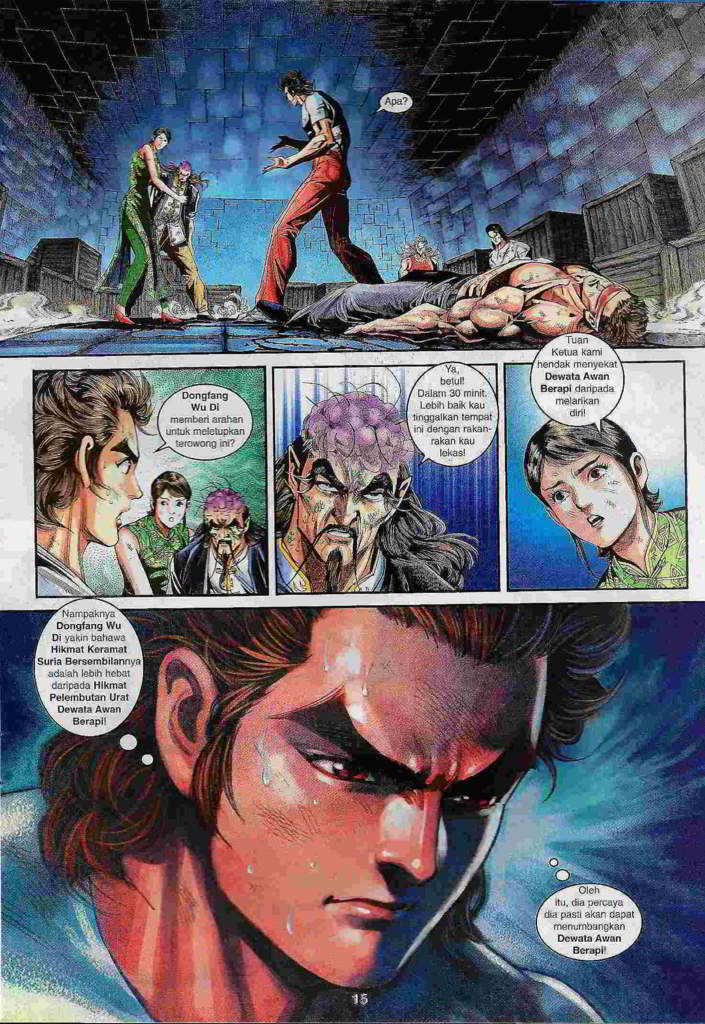 Apa?
Dongfang
Wu Di
memberi arahan
untuk meletupkan
terowong ini?
Ya,
betul!
Dalam 30 minit.
Lebih baik kau
tinggalkan tempat
ini dengan rakan-
rakan kau
lekas!
Tuan
Ketua kami
hendak menyekat
Dewata Awan
Berapi daripada
melarikan
diri!
Nampaknya
Dongfang Wu
Di yakin bahawa
Hikmat Keramat
Suria Bersembilannya
adalah lebih hebat
daripada Hikmat
Pelembutan Urat
Dewata Awan
Berapi!
Oleh
itu, dia percaya
dia pasti akan dapat
menumbangkan
Dewata Awan
Berapi!
15